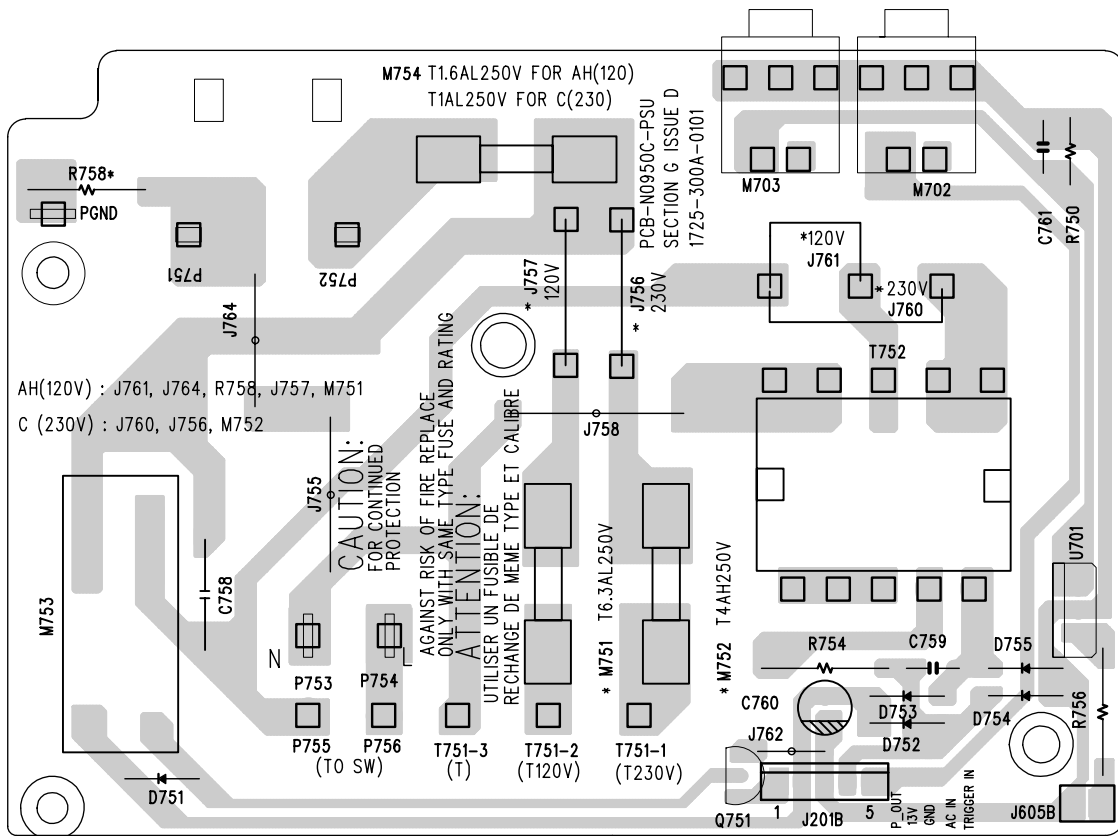 M754 T1.6AL250V FOR AH(120)
T1AL250V FOR C(230)
PCB-N0950C-PSU
SECTION G ISSUE D
1725-300A-0101
M703
M702
C761
R750
R758*
PGND
P751
P752
J764
* J757
120V
* J756
230V
*120V
J761
*230V
J760
T752
AH(120V) : J761, J764, R758, J757, M751
C (230V) : J760, J756, M752
J758
J755
CAUTION:
FOR CONTINUED
PROTECTION
AGAINST RISK OF FIRE REPLACE
ONLY WITH SAME TYPE FUSE AND RATING
ATTENTION:
UTILISER UN FUSIBLE DE
RECHANGE DE MEME TYPE ET CALIBRE
* M751 T6.3AL250V
* M752 T4AH250V
U701
M753
C758
N
L
P753
P754
R754
C759
D755
C760
D753
D754
R756
D752
J762
P755
P756
(TO SW)
T751-3
(T)
T751-2
(T120V)
T751-1
(T230V)
D751
Q751
1
J201B
5
P_OUT
13V
GND
AC IN
TRIGGER IN
J605B